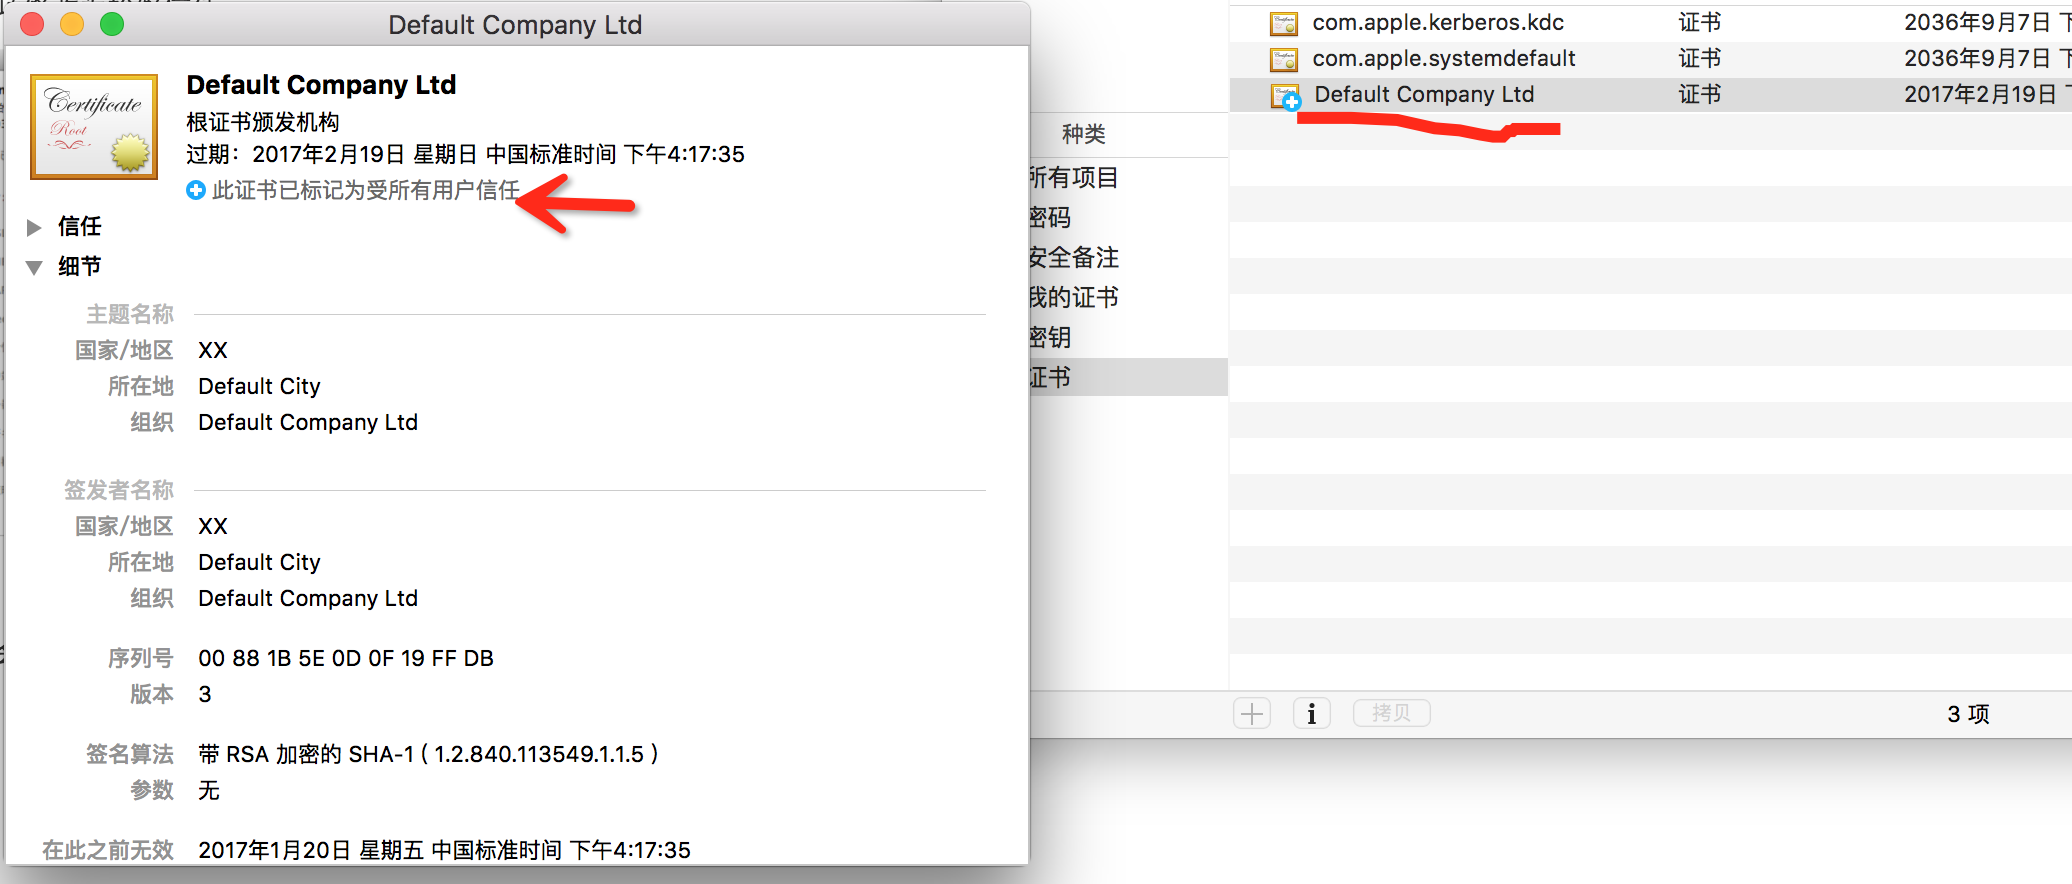 Default Company Ltd
Certificate
Root
Default Company Ltd
根证书颁发机构
过期：2017年2月19日 星期日 中国标准时间 下午4:17:35
此证书已标记为受所有用户信任
信任
细节
主题名称
国家/地区 XX
所在地 Default City
组织 Default Company Ltd
签发者名称
国家/地区 XX
所在地 Default City
组织 Default Company Ltd
序列号 00 88 1B 5E 0D 0F 19 FF DB
版本 3
签名算法 带 RSA 加密的 SHA-1 ( 1.2.840.113549.1.1.5 )
参数 无
在此之前无效 2017年1月20日 星期五 中国标准时间 下午4:17:35
种类
所有项目
密码
安全备注
我的证书
密钥
证书
com.apple.kerberos.kdc 证书 2036年9月7日 下
com.apple.systemdefault 证书 2036年9月7日 下
Default Company Ltd 证书 2017年2月19日
拷贝
3 项